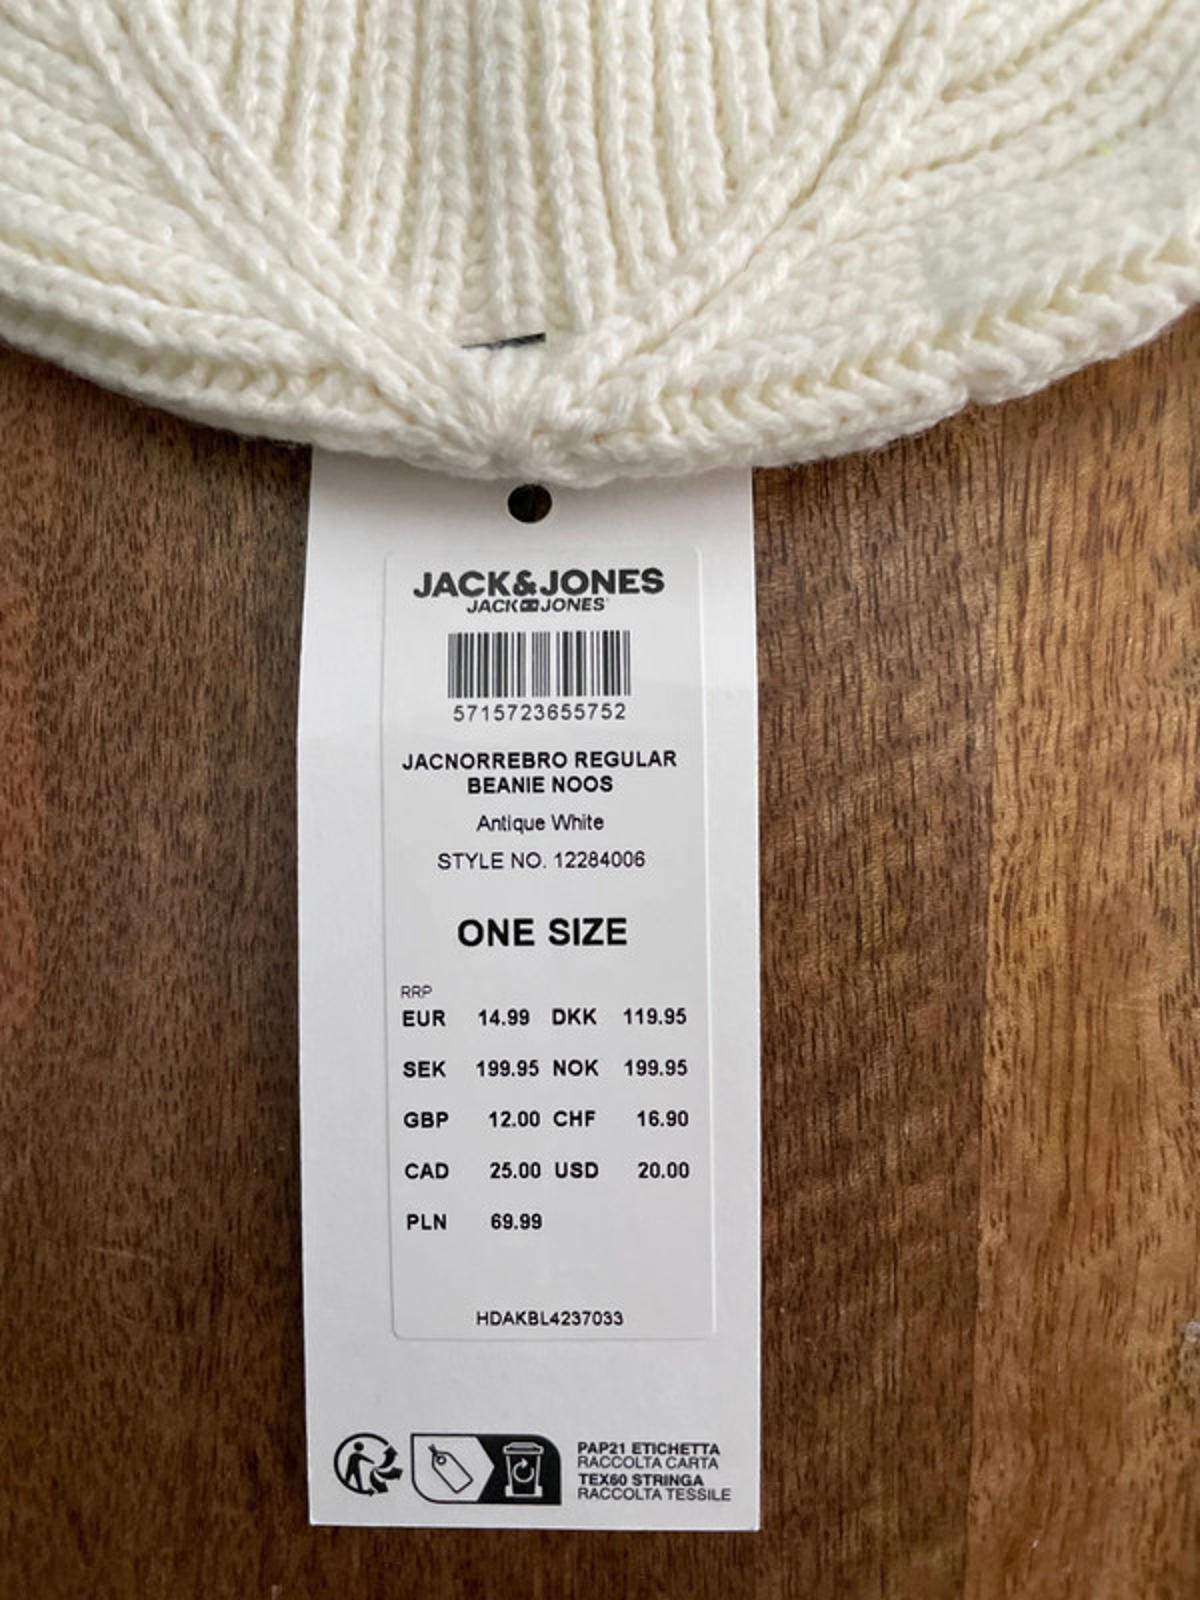 JACK&JONES
JACK JONES
5715723655752
JACNORREBRO REGULAR
BEANIE NOOS
Antique White
STYLE NO. 12284006
ONE SIZE
RRP
EUR 14.99 DKK 119.95
SEK 199.95 NOK 199.95
GBP 12.00 CHF 16.90
CAD 25.00 USD 20.00
PLN 69.99
HDAKBL4237033
PAP21 ETICHETTA
RACCOLTA CARTA
TEX60 STRINGA
RACCOLTA TESSILE